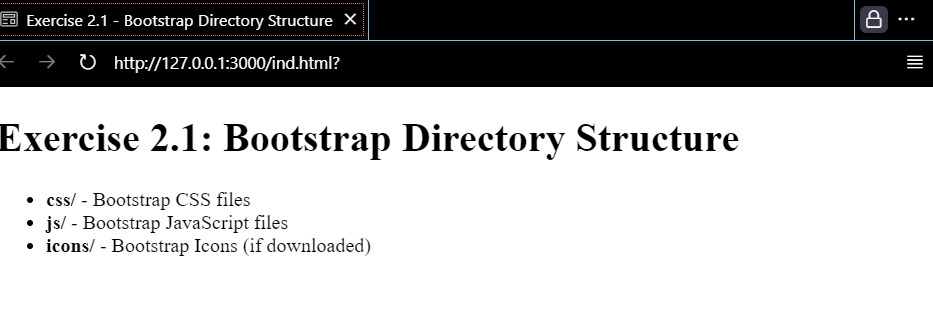 Exercise 2.1 - Bootstrap Directory Structure
http://127.0.0.1:3000/ind.html?
Exercise 2.1: Bootstrap Directory Structure
css/ - Bootstrap CSS files
js/ - Bootstrap JavaScript files
icons/ - Bootstrap Icons (if downloaded)